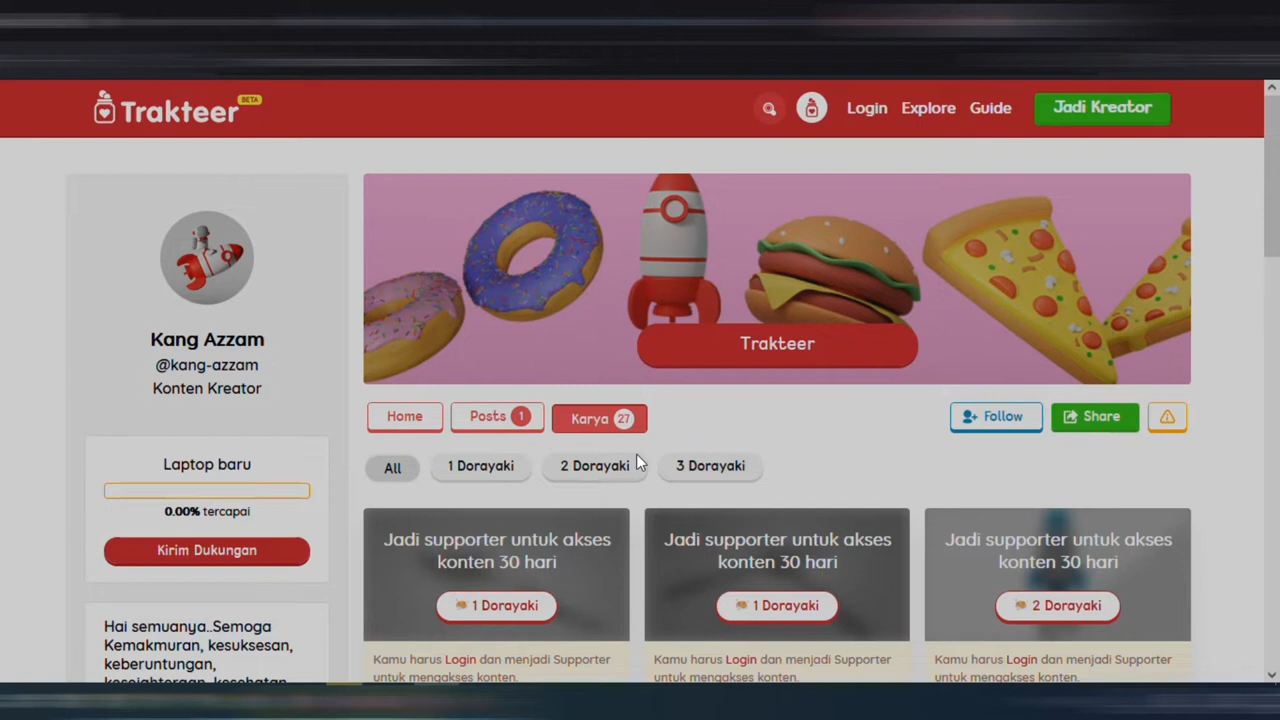 Trakteer BETA
Login Explore Guide Jadi Kreator
Trakteer
Kang Azzam
@kang-azzam
Konten Kreator
Home Posts 1 Karya 27 Follow Share
All 1 Dorayaki 2 Dorayaki 3 Dorayaki
Laptop baru
0.00% tercapai
Kirim Dukungan
Jadi supporter untuk akses
konten 30 hari
1 Dorayaki
Kamu harus Login dan menjadi Supporter
untuk mengakses konten.
Jadi supporter untuk akses
konten 30 hari
1 Dorayaki
Kamu harus Login dan menjadi Supporter
untuk mengakses konten.
Jadi supporter untuk akses
konten 30 hari
2 Dorayaki
Kamu harus Login dan menjadi Supporter
untuk mengakses konten.
Hai semuanya..Semoga
Kemakmuran, kesuksesan,
keberuntungan,